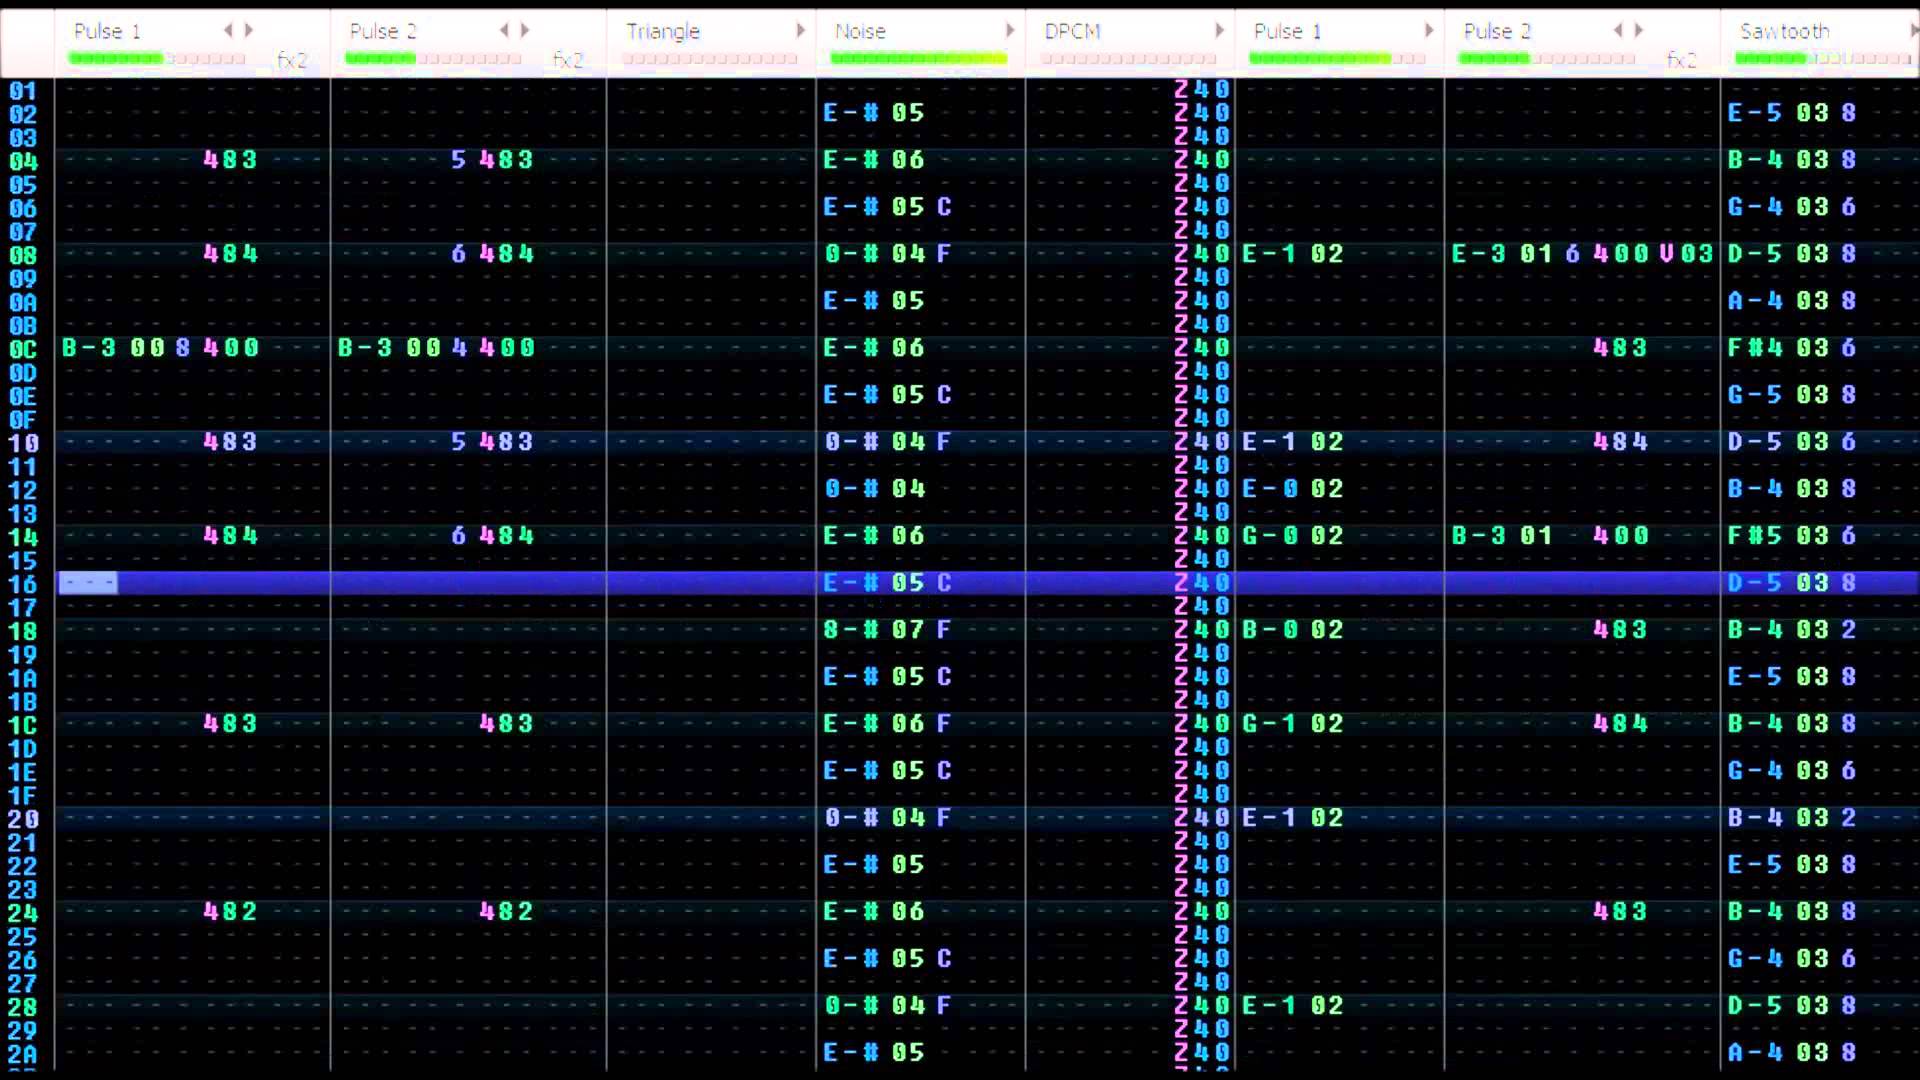 Pulse 1 Pulse 2 Triangle Noise DPCM Pulse 1 Pulse 2 Sawtooth
fx2 fx2 fx2
01 Z40
02 E-# 05 Z40 E-5 03 8
03 Z40
04 483 5 483 E-# 06 Z40 B-4 03 8
05 Z40
06 E-# 05 C Z40 G-4 03 6
07 Z40
08 484 6 484 0-# 04 F Z40 E-1 02 E-3 01 6 400 V03 D-5 03 8
09 Z40
0A E-# 05 Z40 A-4 03 8
0B Z40
0C B-3 00 8 400 B-3 00 4 400 E-# 06 Z40 483 F#4 03 6
0D Z40
0E E-# 05 C Z40 G-5 03 8
0F Z40
10 483 5 483 0-# 04 F Z40 E-1 02 484 D-5 03 6
11 Z40
12 0-# 04 Z40 E-0 02 B-4 03 8
13 Z40
14 484 6 484 E-# 06 Z40 G-0 02 B-3 01 400 F#5 03 6
15 Z40
16 --- E-# 05 C Z40 D-5 03 8
17 Z40
18 8-# 07 F Z40 B-0 02 483 B-4 03 2
19 Z40
1A E-# 05 C Z40 E-5 03 8
1B Z40
1C 483 483 E-# 06 F Z40 G-1 02 484 B-4 03 8
1D Z40
1E E-# 05 C Z40 G-4 03 6
1F Z40
20 0-# 04 F Z40 E-1 02 B-4 03 2
21 Z40
22 E-# 05 Z40 E-5 03 8
23 Z40
24 482 482 E-# 06 Z40 483 B-4 03 8
25 Z40
26 E-# 05 C Z40 G-4 03 6
27 Z40
28 0-# 04 F Z40 E-1 02 D-5 03 8
29 Z40
2A E-# 05 Z40 A-4 03 8